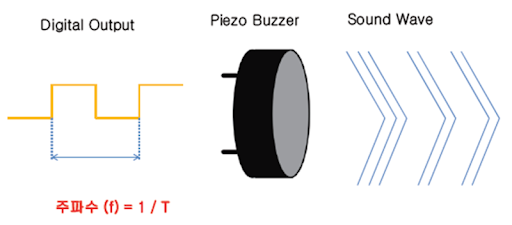 Digital Output
Piezo Buzzer
Sound Wave
주파수 (f) = 1 / T